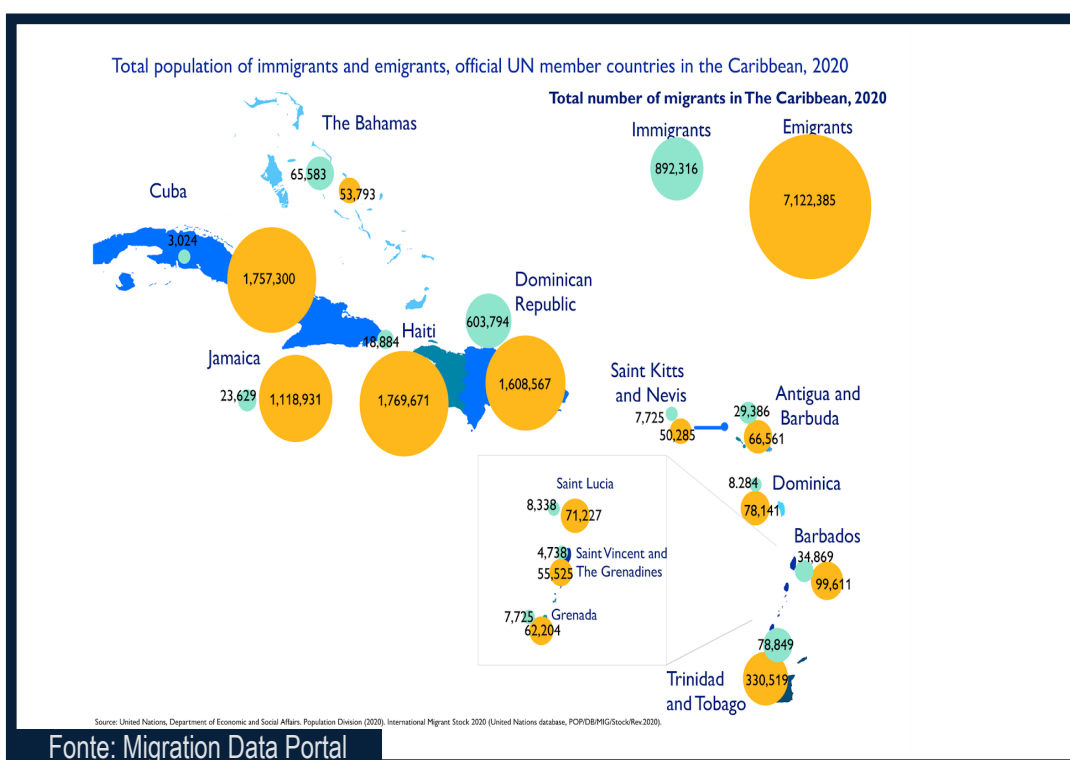 Total population of immigrants and emigrants, official UN member countries in the Caribbean, 2020
Total number of migrants in The Caribbean, 2020
Immigrants
892,316
Emigrants
7,122,385
The Bahamas
65,583
53,793
Cuba
3,024
1,757,300
Dominican
Republic
603,794
1,608,567
Haiti
18,884
1,769,671
Jamaica
23,629
1,118,931
Saint Kitts
and Nevis
7,725
50,285
Antigua and
Barbuda
29,386
66,561
Dominica
8.284
78,141
Saint Lucia
8,338
71,227
Saint Vincent and
The Grenadines
4,738
55,525
Grenada
7,725
62,204
Barbados
34,869
99,611
Trinidad
and Tobago
78,849
330,519
Source: United Nations, Department of Economic and Social Affairs. Population Division (2020). International Migrant Stock 2020 (United Nations database, POP/DB/MIG/Stock/Rev.2020).
Fonte: Migration Data Portal